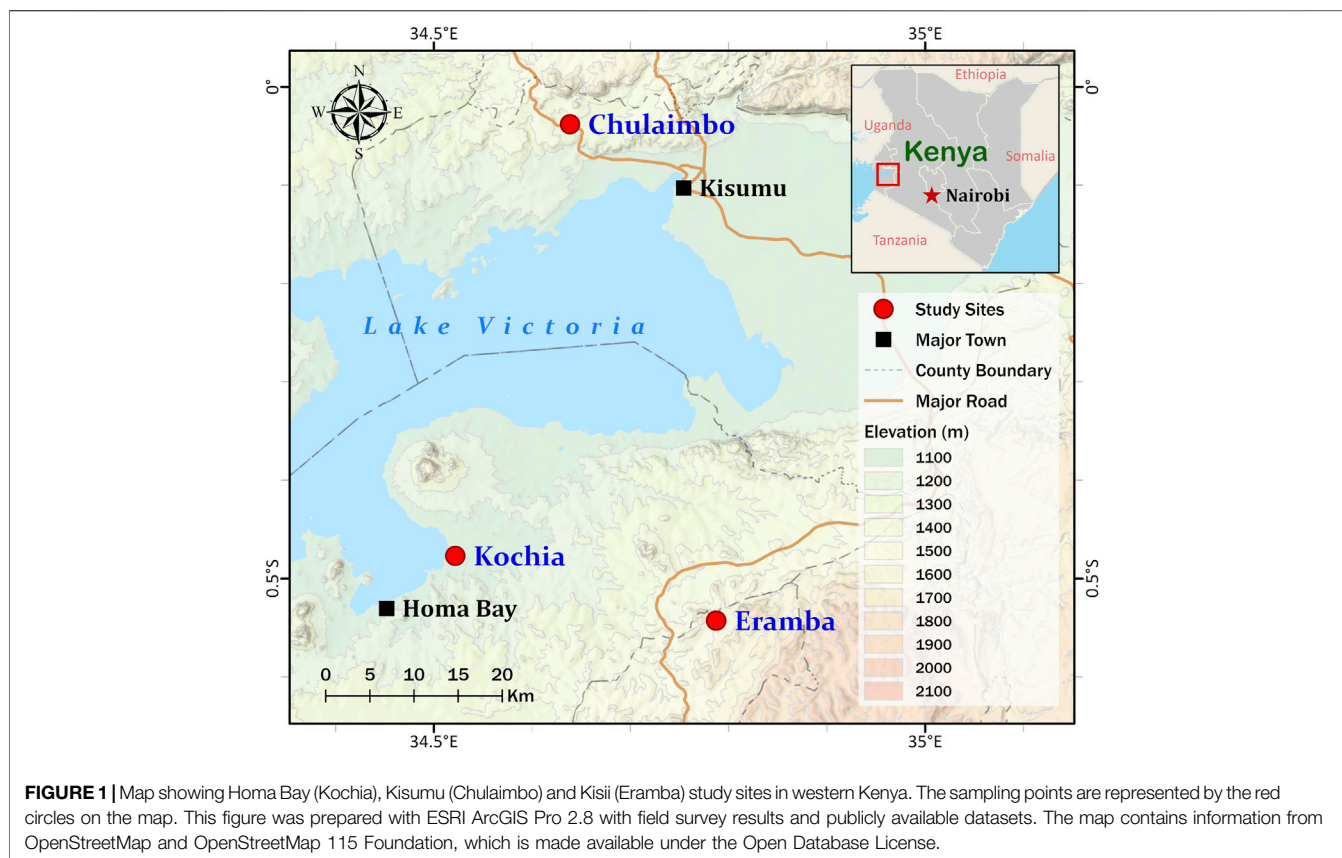 34.5°E 35°E
0° 0°
N
W E
S
Chulaimbo
Kisumu
Ethiopia
Uganda
Kenya
Somalia
Nairobi
Tanzania
Lake Victoria
Study Sites
Major Town
County Boundary
Major Road
Elevation (m)
1100
1200
1300
1400
1500
1600
1700
1800
1900
2000
2100
Kochia
0.5°S 0.5°S
Homa Bay
Eramba
0 5 10 15 20
Km
34.5°E 35°E
FIGURE 1 | Map showing Homa Bay (Kochia), Kisumu (Chulaimbo) and Kisii (Eramba) study sites in western Kenya. The sampling points are represented by the red
circles on the map. This figure was prepared with ESRI ArcGIS Pro 2.8 with field survey results and publicly available datasets. The map contains information from
OpenStreetMap and OpenStreetMap 115 Foundation, which is made available under the Open Database License.